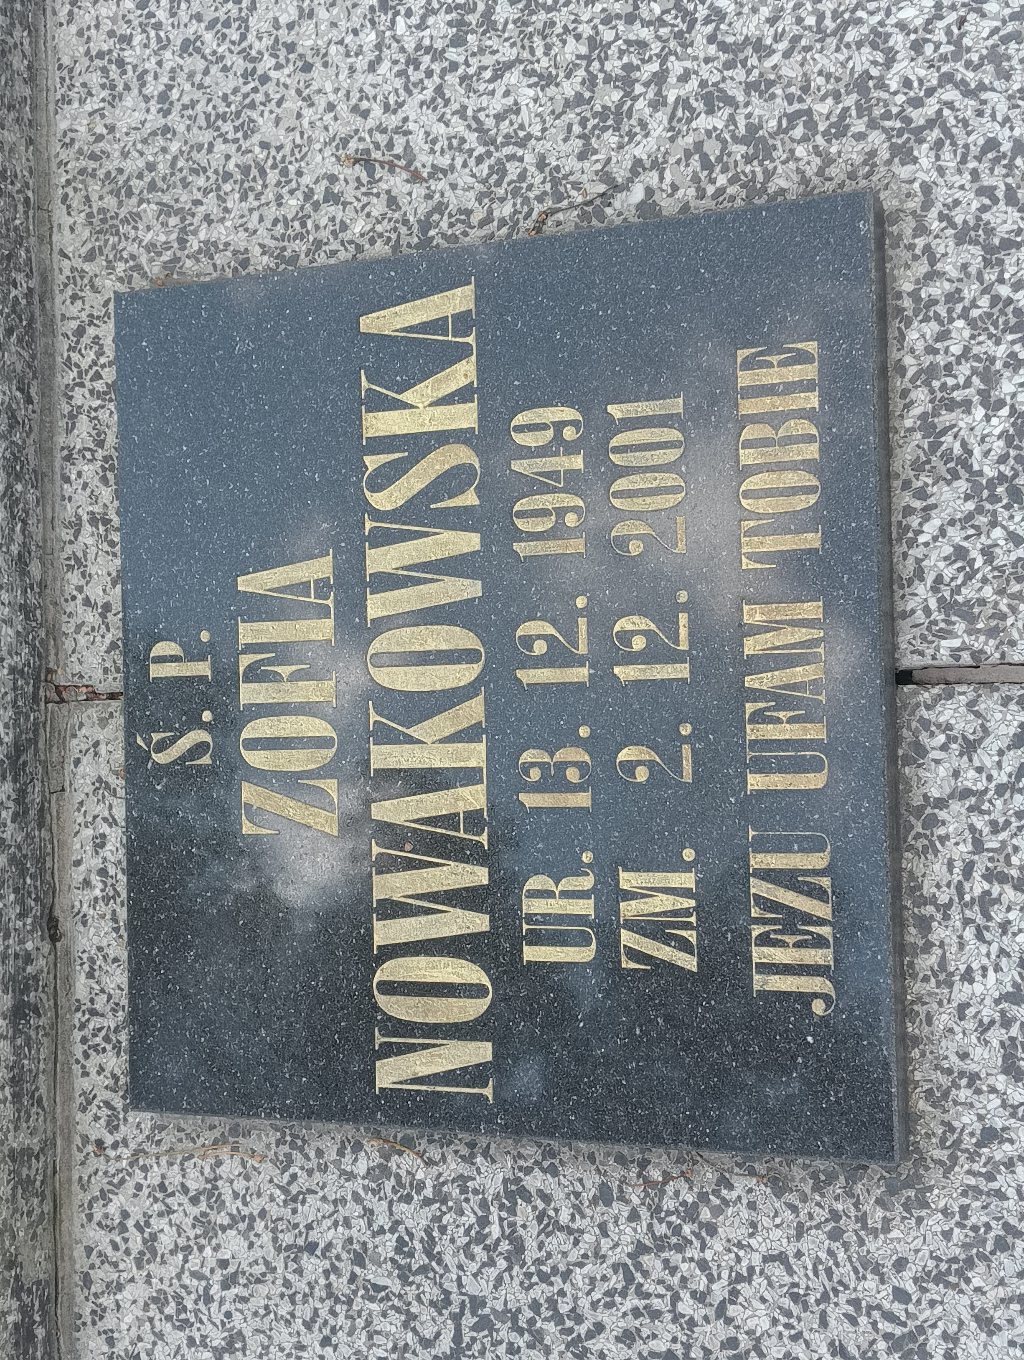 Ś. P.
ZOFIA
NOWAKOWSKA
UR. 13. 12. 1949
ZM. 2. 12. 2001
JEZU UFAM TOBIE